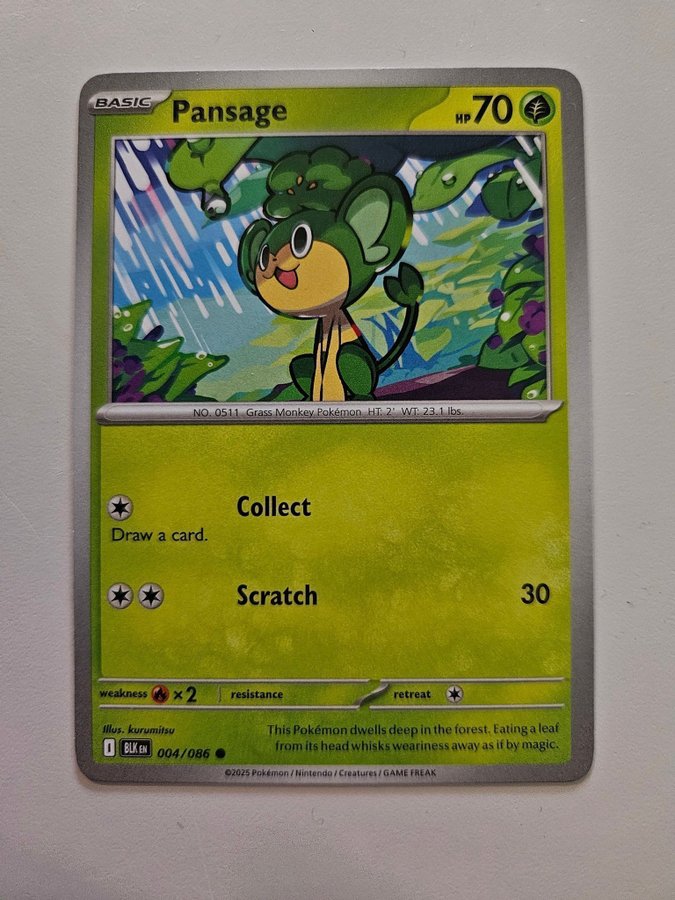 BASIC Pansage HP 70
NO. 0511 Grass Monkey Pokémon HT: 2' WT: 23.1 lbs.
Collect
Draw a card.
Scratch 30
weakness ×2 resistance retreat
Illus. kurumitsu
This Pokémon dwells deep in the forest. Eating a leaf
from its head whisks weariness away as if by magic.
I BLK EN 004/086
©2025 Pokémon / Nintendo / Creatures / GAME FREAK